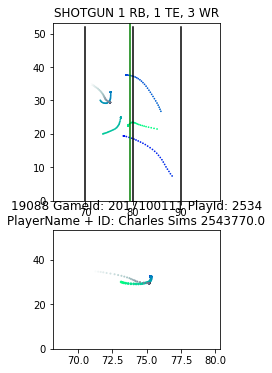 SHOTGUN 1 RB, 1 TE, 3 WR
50
40
30
20
10
0
70 80 90
19088 GameId: 2017100111 PlayId: 2534
PlayerName + ID: Charles Sims 2543770.0
40
20
0
70.0 72.5 75.0 77.5 80.0